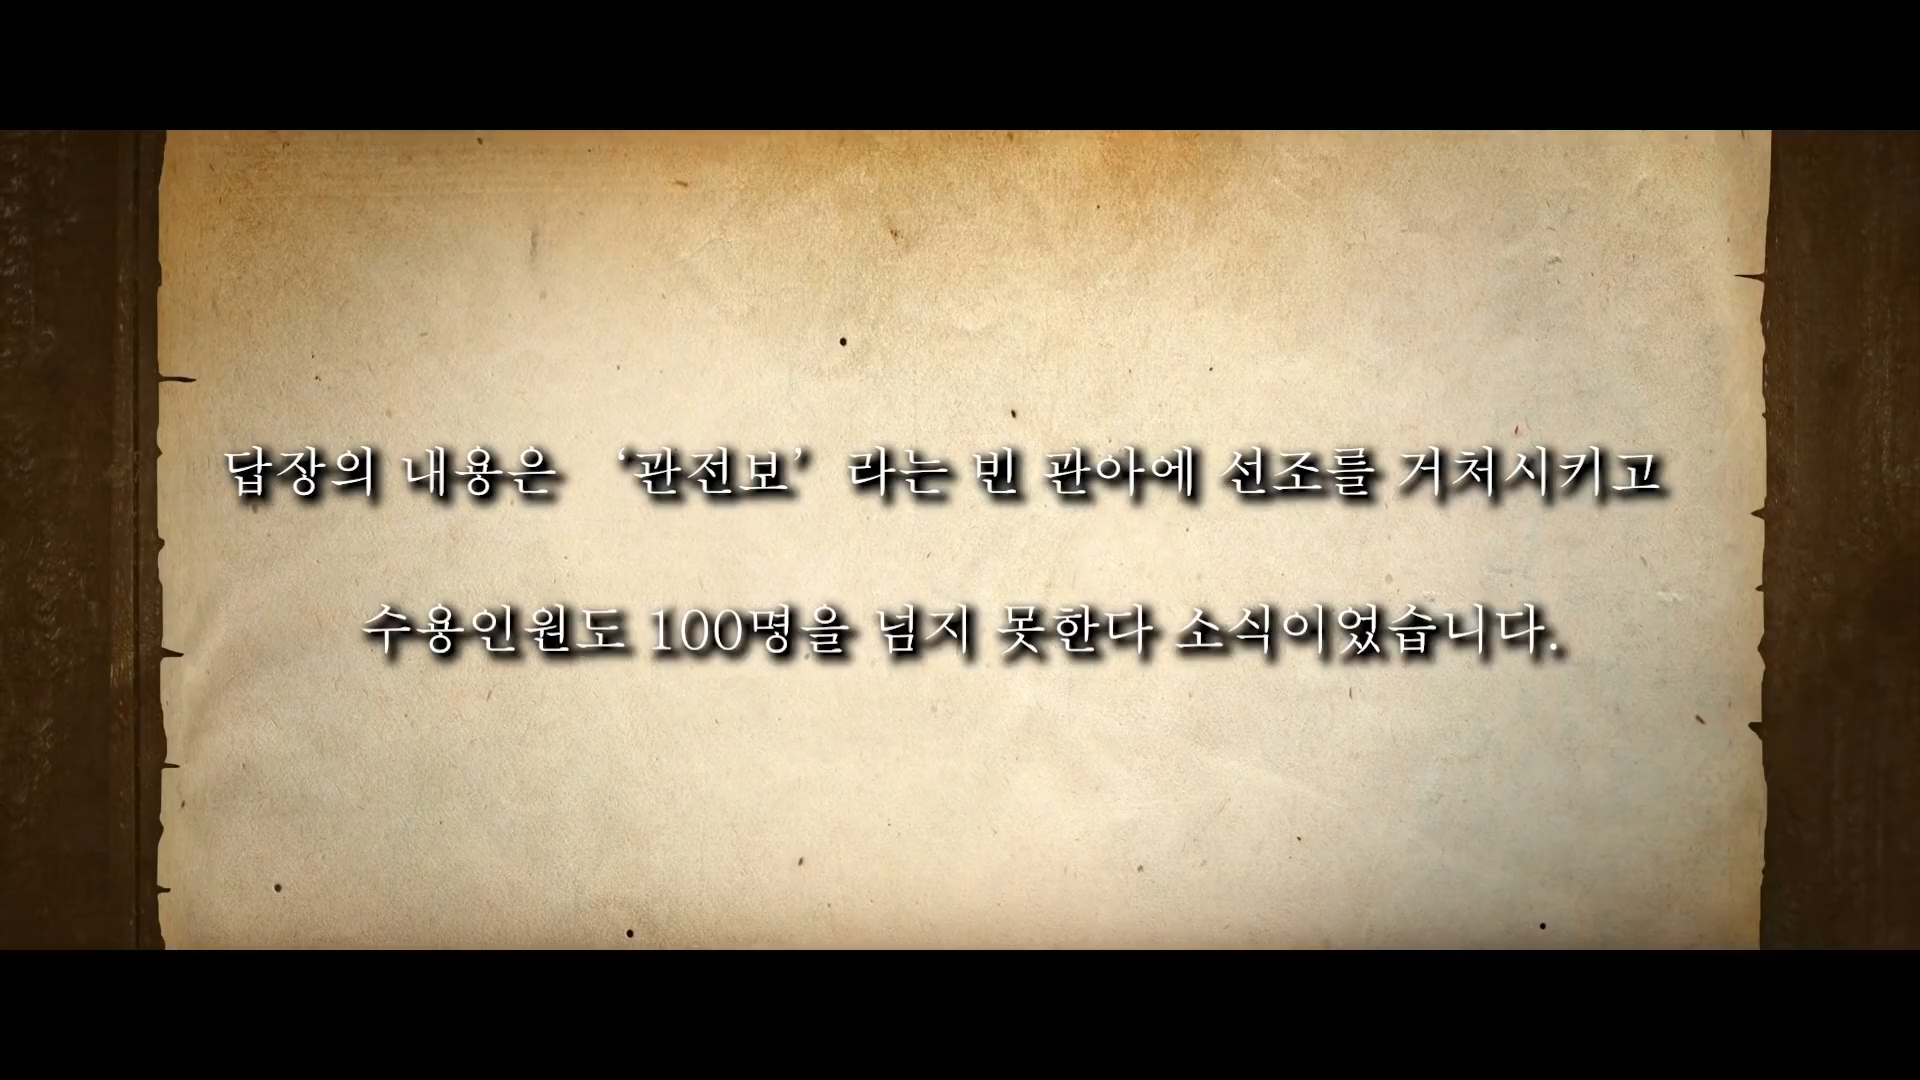 답장의 내용은 ‘관전보’ 라는 빈 관아에 선조를 거처시키고
수용인원도 100명을 넘지 못한다 소식이었습니다.